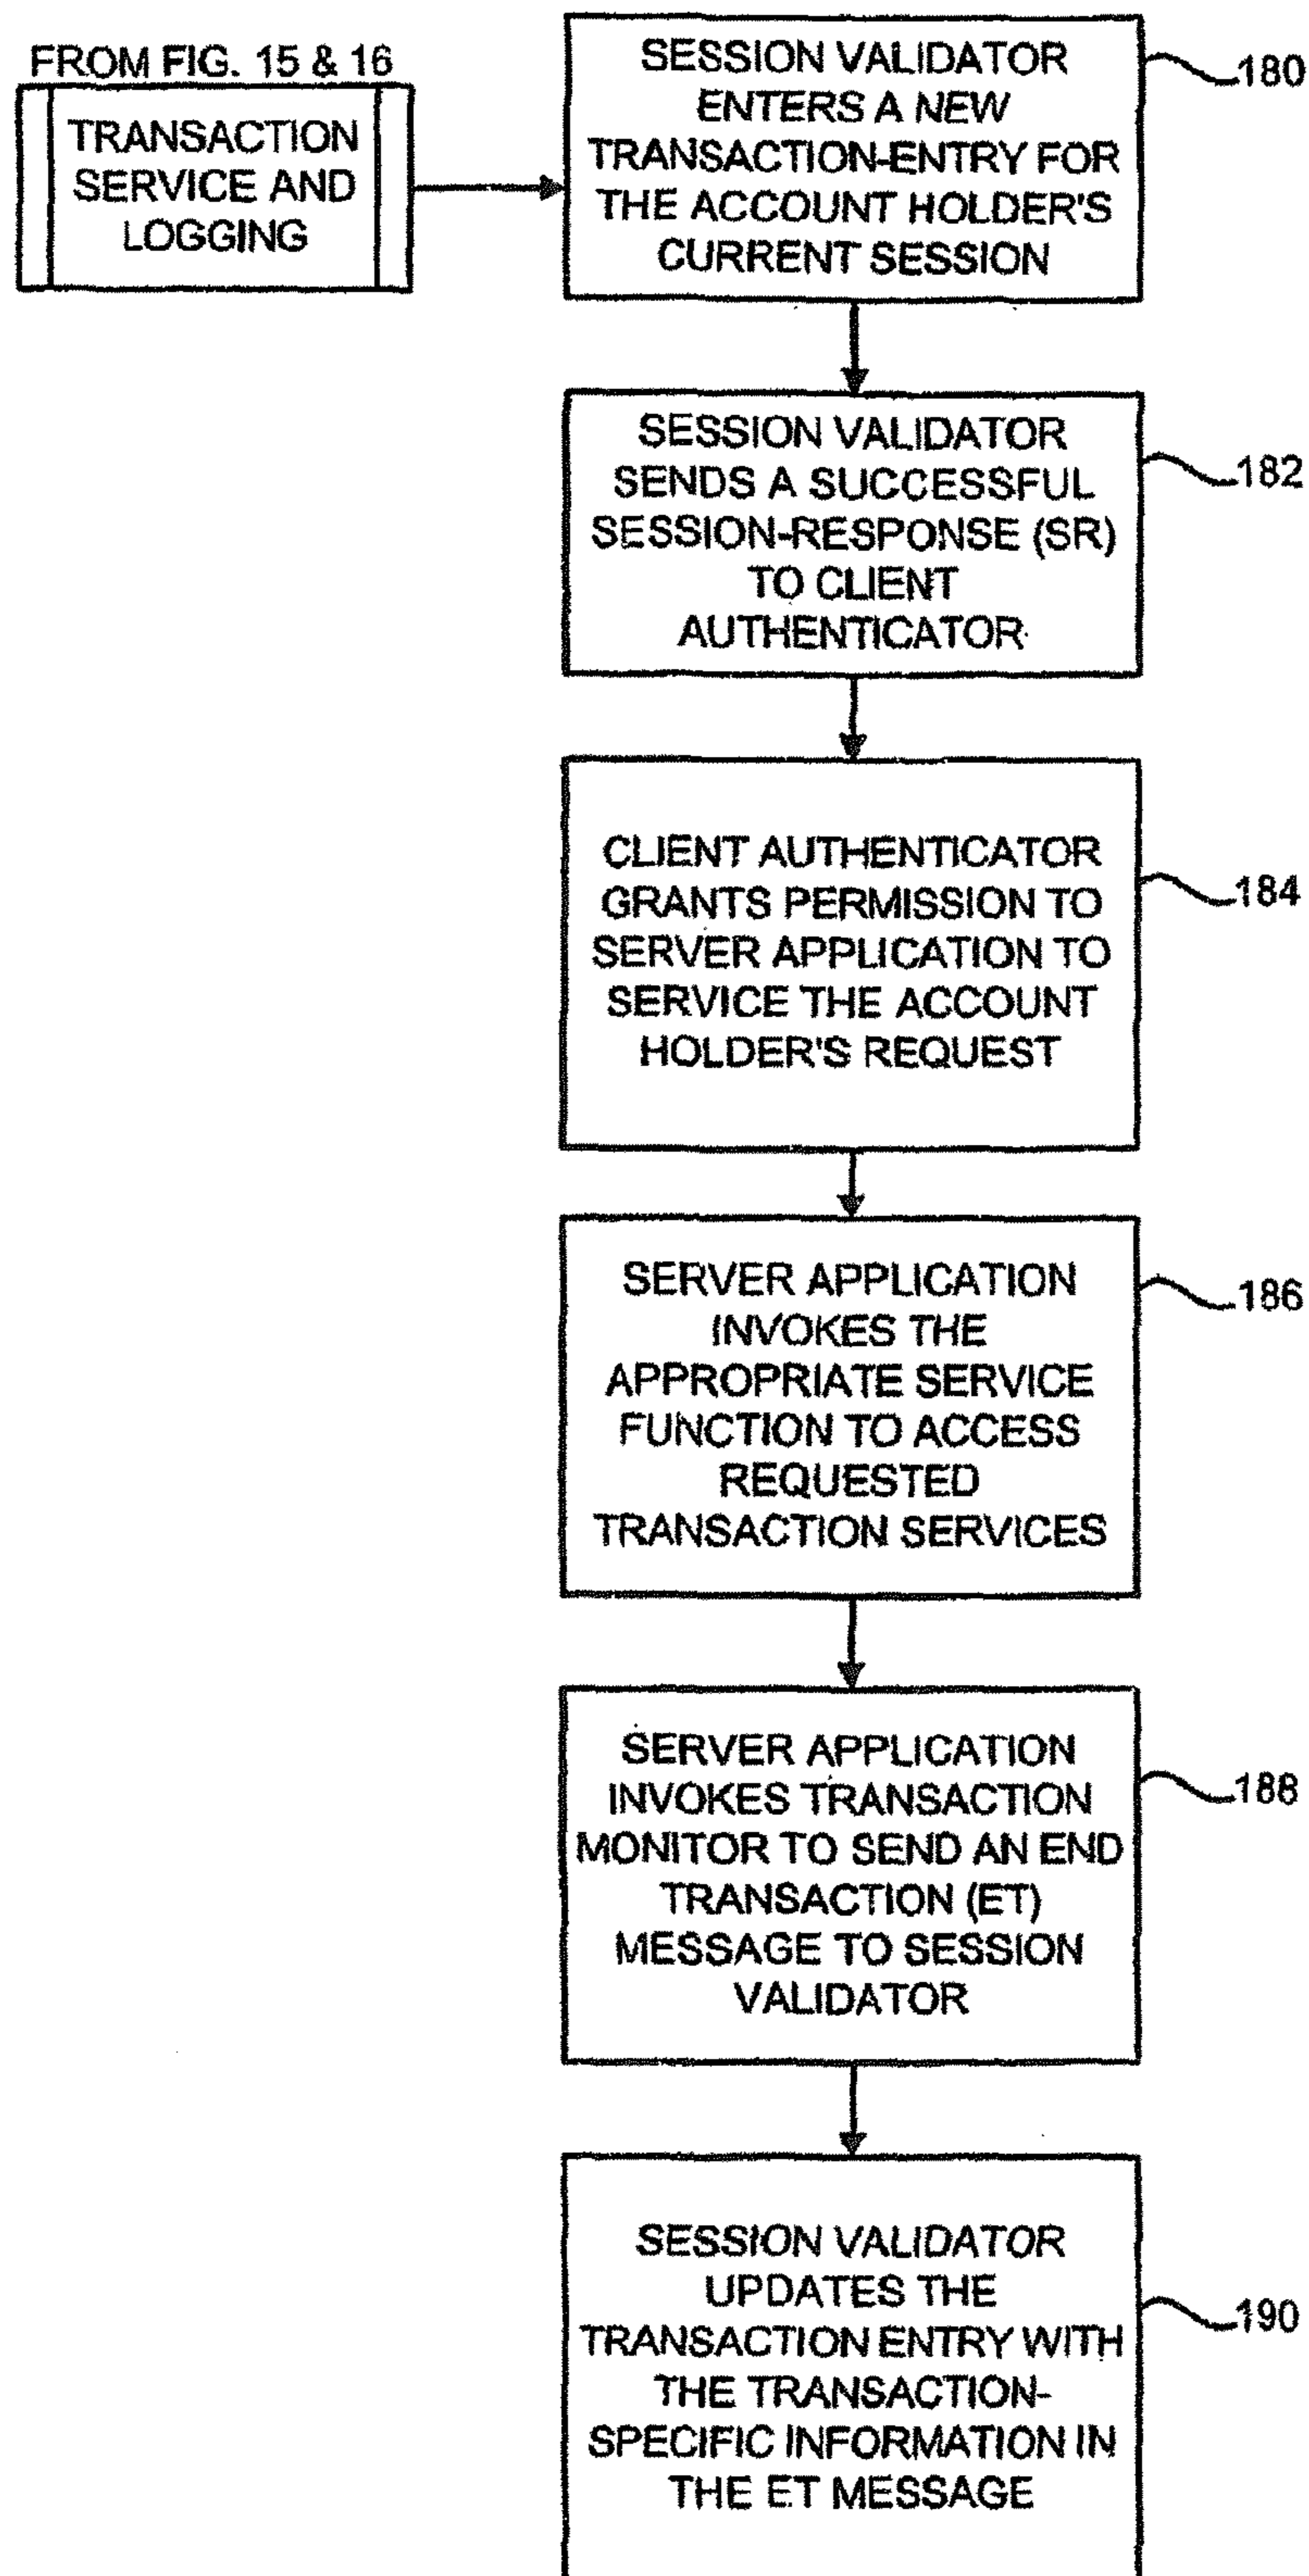 FROM FIG. 15 & 16
TRANSACTION
SERVICE AND
LOGGING
SESSION VALIDATOR
ENTERS A NEW
TRANSACTION-ENTRY FOR
THE ACCOUNT HOLDER'S
CURRENT SESSION
180
SESSION VALIDATOR
SENDS A SUCCESSFUL
SESSION-RESPONSE (SR)
TO CLIENT
AUTHENTICATOR
182
CLIENT AUTHENTICATOR
GRANTS PERMISSION TO
SERVER APPLICATION TO
SERVICE THE ACCOUNT
HOLDER'S REQUEST
184
SERVER APPLICATION
INVOKES THE
APPROPRIATE SERVICE
FUNCTION TO ACCESS
REQUESTED
TRANSACTION SERVICES
186
SERVER APPLICATION
INVOKES TRANSACTION
MONITOR TO SEND AN END
TRANSACTION (ET)
MESSAGE TO SESSION
VALIDATOR
188
SESSION VALIDATOR
UPDATES THE
TRANSACTION ENTRY WITH
THE TRANSACTION-
SPECIFIC INFORMATION IN
THE ET MESSAGE
190